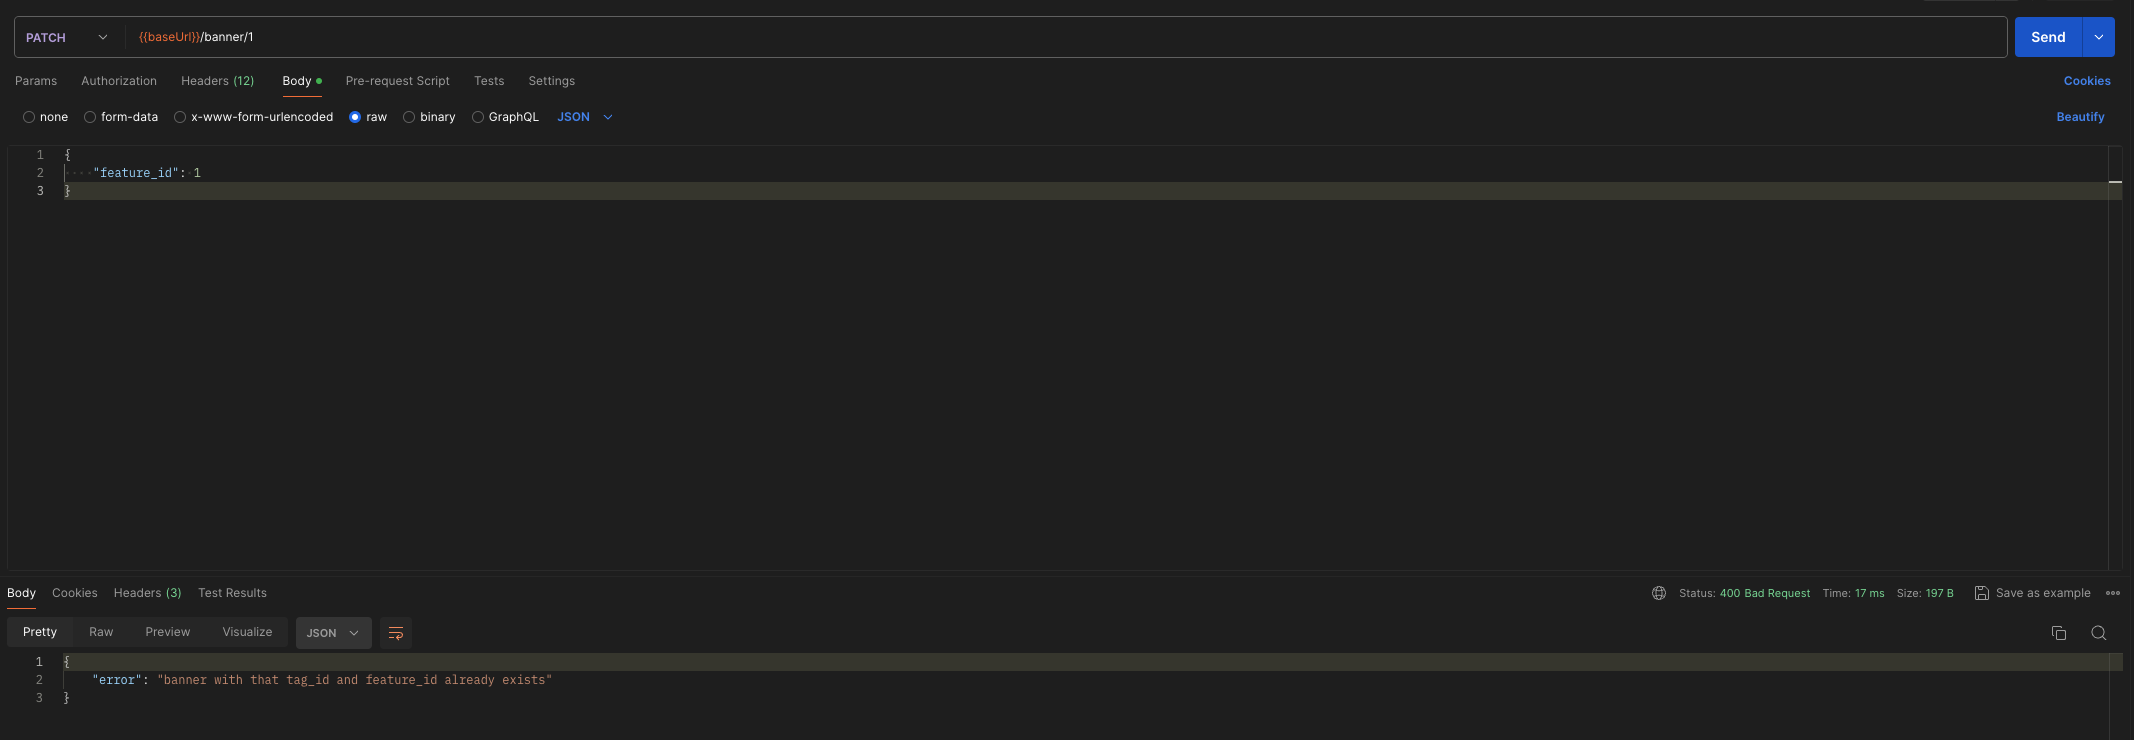 PATCH {{baseUrl}}/banner/1 Send
Params Authorization Headers (12) Body Pre-request Script Tests Settings Cookies
none form-data x-www-form-urlencoded raw binary GraphQL JSON Beautify
1 {
2 "feature_id": 1
3 }
Body Cookies Headers (3) Test Results Status: 400 Bad Request Time: 17 ms Size: 197 B Save as example
Pretty Raw Preview Visualize JSON
1 {
2 "error": "banner with that tag_id and feature_id already exists"
3 }